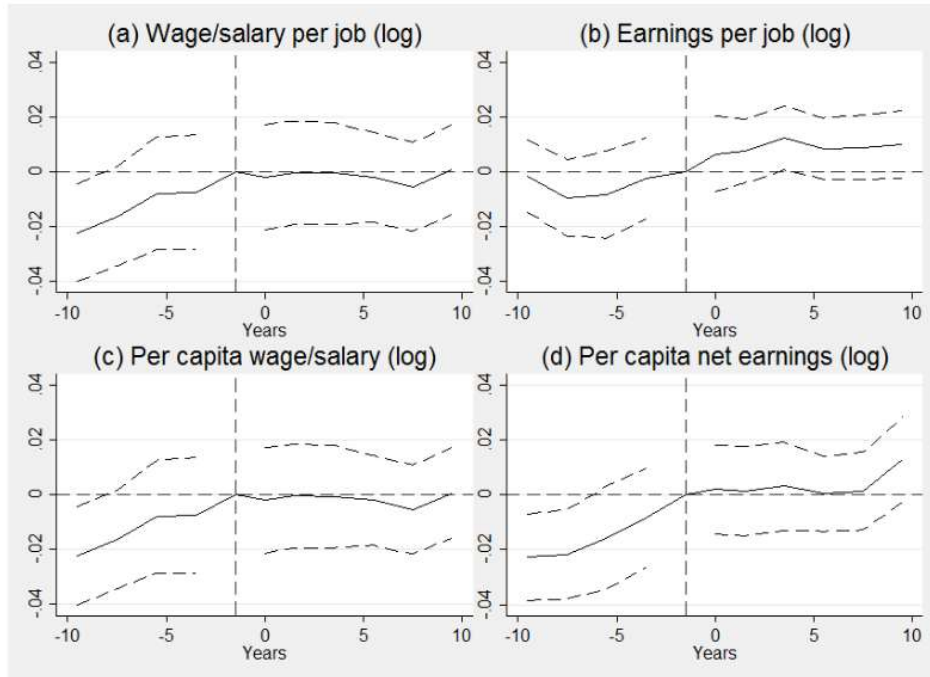 (a) Wage/salary per job (log)
.04
.02
0
-.02
-.04
-10 -5 0 5 10
Years
(b) Earnings per job (log)
.04
.02
0
-.02
-.04
-10 -5 0 5 10
Years
(c) Per capita wage/salary (log)
.04
.02
0
-.02
-.04
-10 -5 0 5 10
Years
(d) Per capita net earnings (log)
.04
.02
0
-.02
-.04
-10 -5 0 5 10
Years